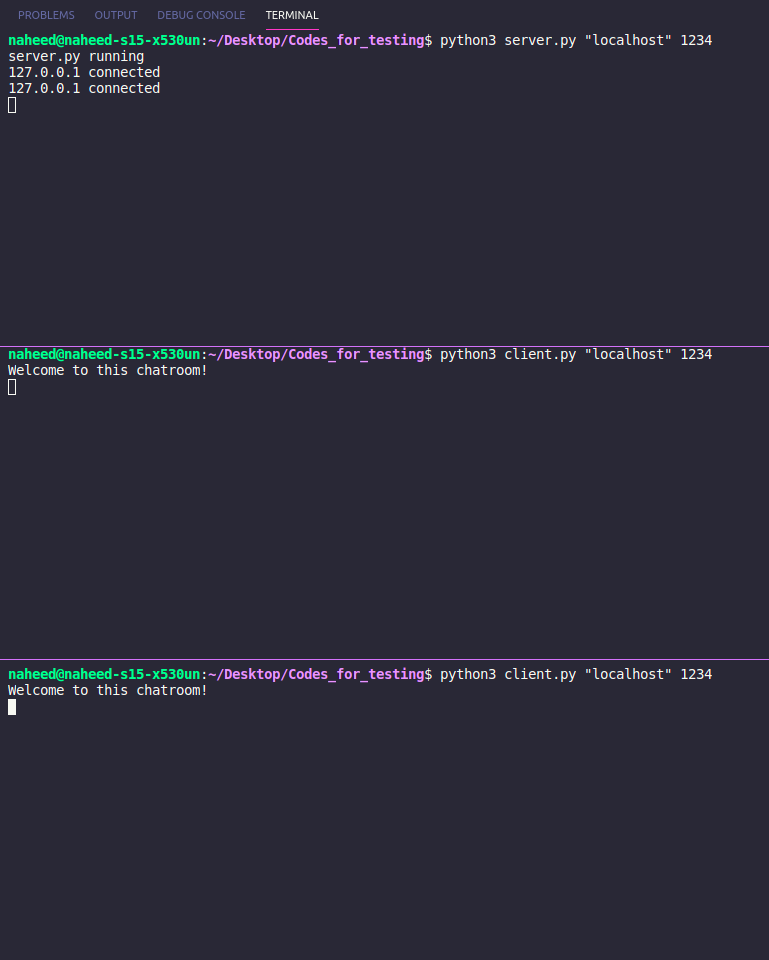 PROBLEMS OUTPUT DEBUG CONSOLE TERMINAL
naheed@naheed-s15-x530un:~/Desktop/Codes_for_testing$ python3 server.py "localhost" 1234
server.py running
127.0.0.1 connected
127.0.0.1 connected
naheed@naheed-s15-x530un:~/Desktop/Codes_for_testing$ python3 client.py "localhost" 1234
Welcome to this chatroom!
naheed@naheed-s15-x530un:~/Desktop/Codes_for_testing$ python3 client.py "localhost" 1234
Welcome to this chatroom!